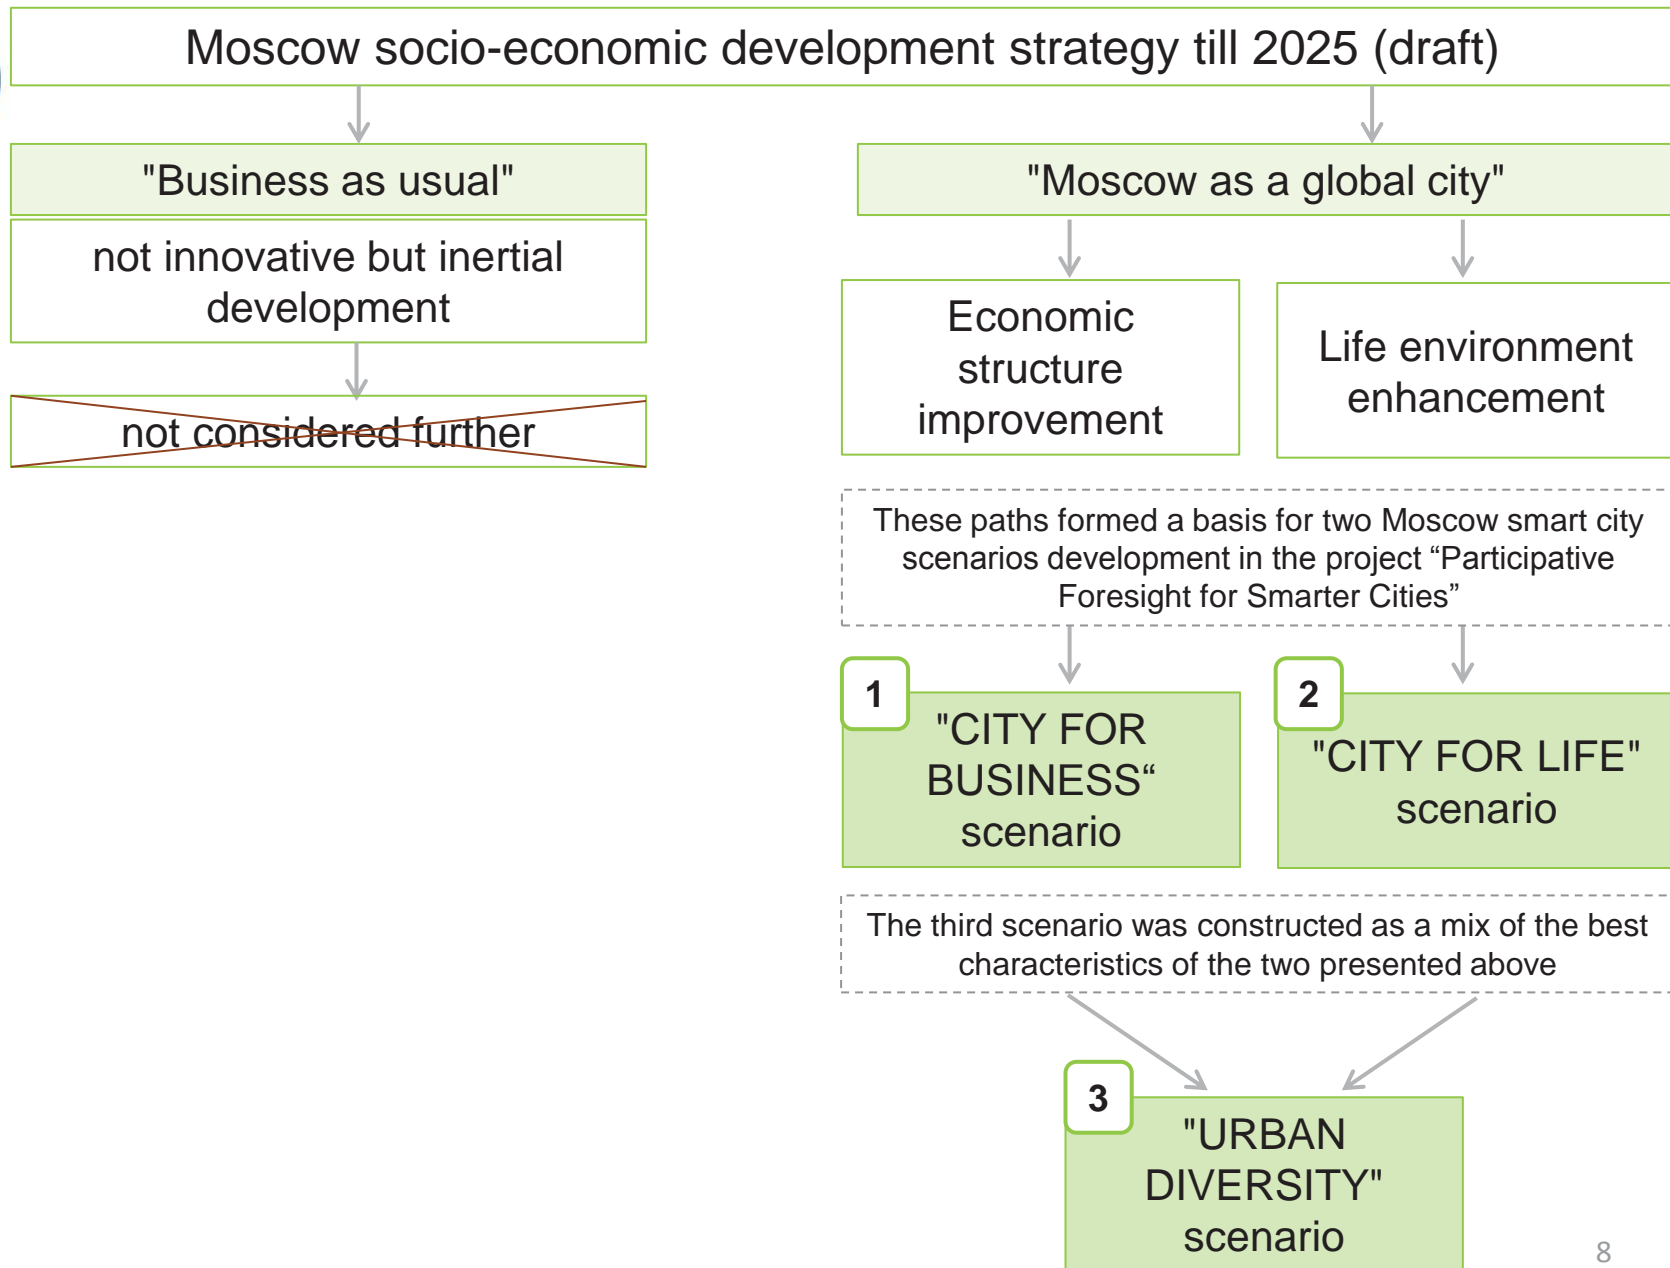 Moscow socio-economic development strategy till 2025 (draft)
"Business as usual"
not innovative but inertial
development
not considered further
"Moscow as a global city"
Economic
structure
improvement
Life environment
enhancement
These paths formed a basis for two Moscow smart city
scenarios development in the project “Participative
Foresight for Smarter Cities”
1
"CITY FOR
BUSINESS“
scenario
2
"CITY FOR LIFE"
scenario
The third scenario was constructed as a mix of the best
characteristics of the two presented above
3
"URBAN
DIVERSITY"
scenario
8